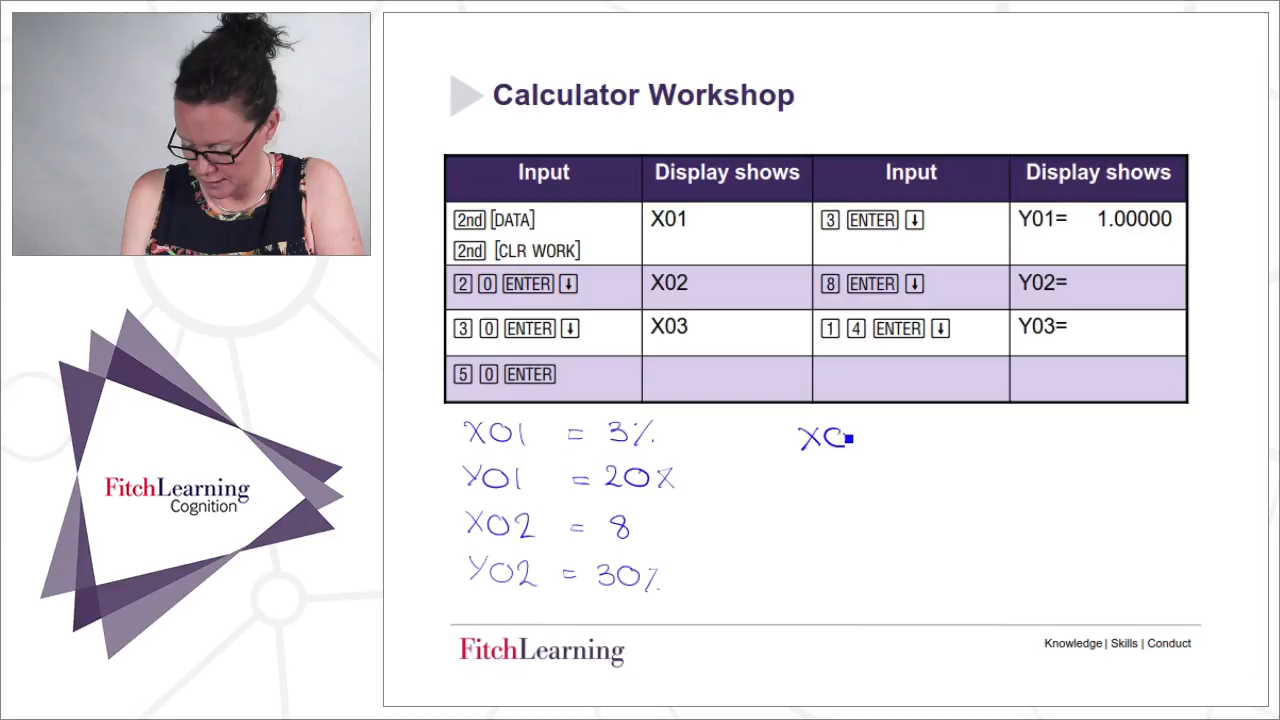 Calculator Workshop
Input Display shows Input Display shows
2nd [DATA] X01 3 ENTER ↓ Y01= 1.00000
2nd [CLR WORK]
2 0 ENTER ↓ X02 8 ENTER ↓ Y02=
3 0 ENTER ↓ X03 1 4 ENTER ↓ Y03=
5 0 ENTER
X01 = 3%
Y01 = 20%
X02 = 8
Y02 = 30%
X0
FitchLearning
Cognition
FitchLearning
Knowledge | Skills | Conduct